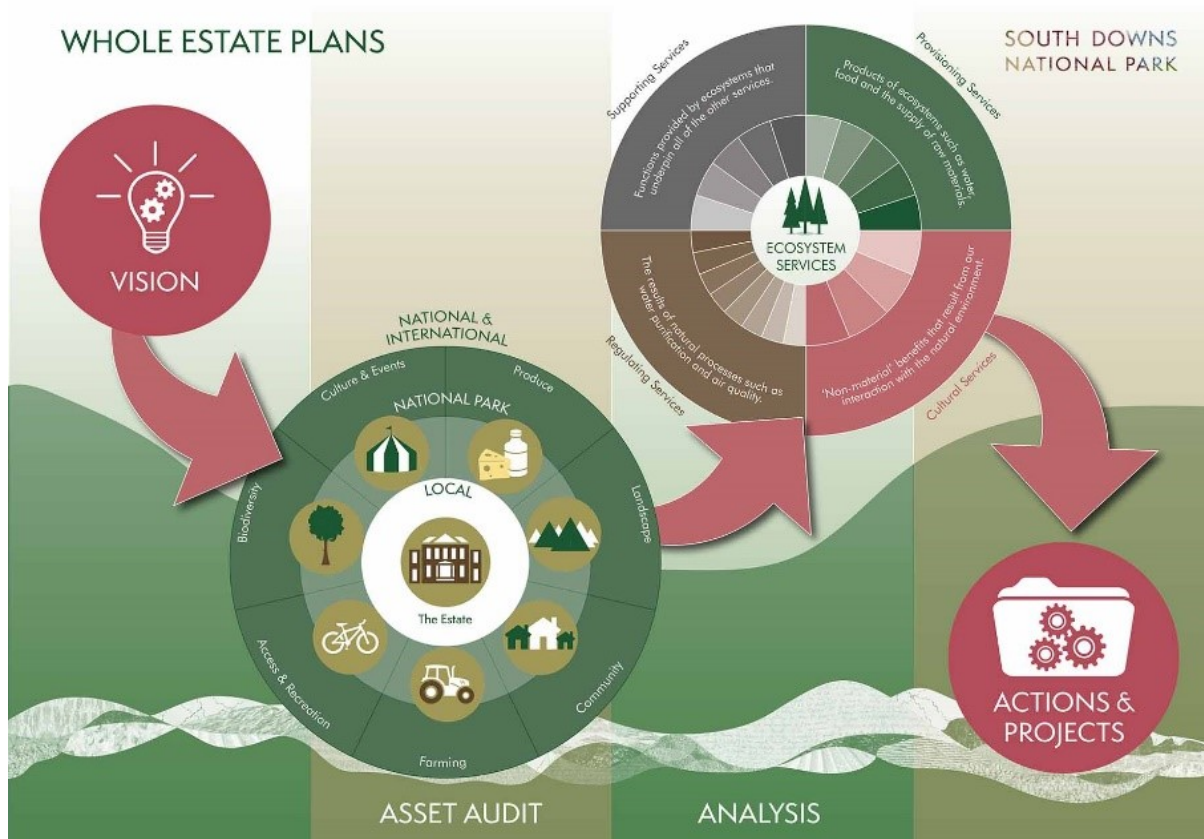 WHOLE ESTATE PLANS
SOUTH DOWNS
NATIONAL PARK
VISION
NATIONAL &
INTERNATIONAL
Culture & Events
Produce
Landscape
Community
Farming
Access & Recreation
Biodiversity
NATIONAL PARK
LOCAL
The Estate
Supporting Services
Functions provided by ecosystems that
underpin all of the other services.
Provisioning Services
Products of ecosystems such as water,
food and the supply of raw materials.
ECOSYSTEM
SERVICES
Regulating Services
The results of natural processes such as
water purification and air quality.
Cultural Services
'Non-material' benefits that result from our
interaction with the natural environment.
ACTIONS &
PROJECTS
ASSET AUDIT
ANALYSIS